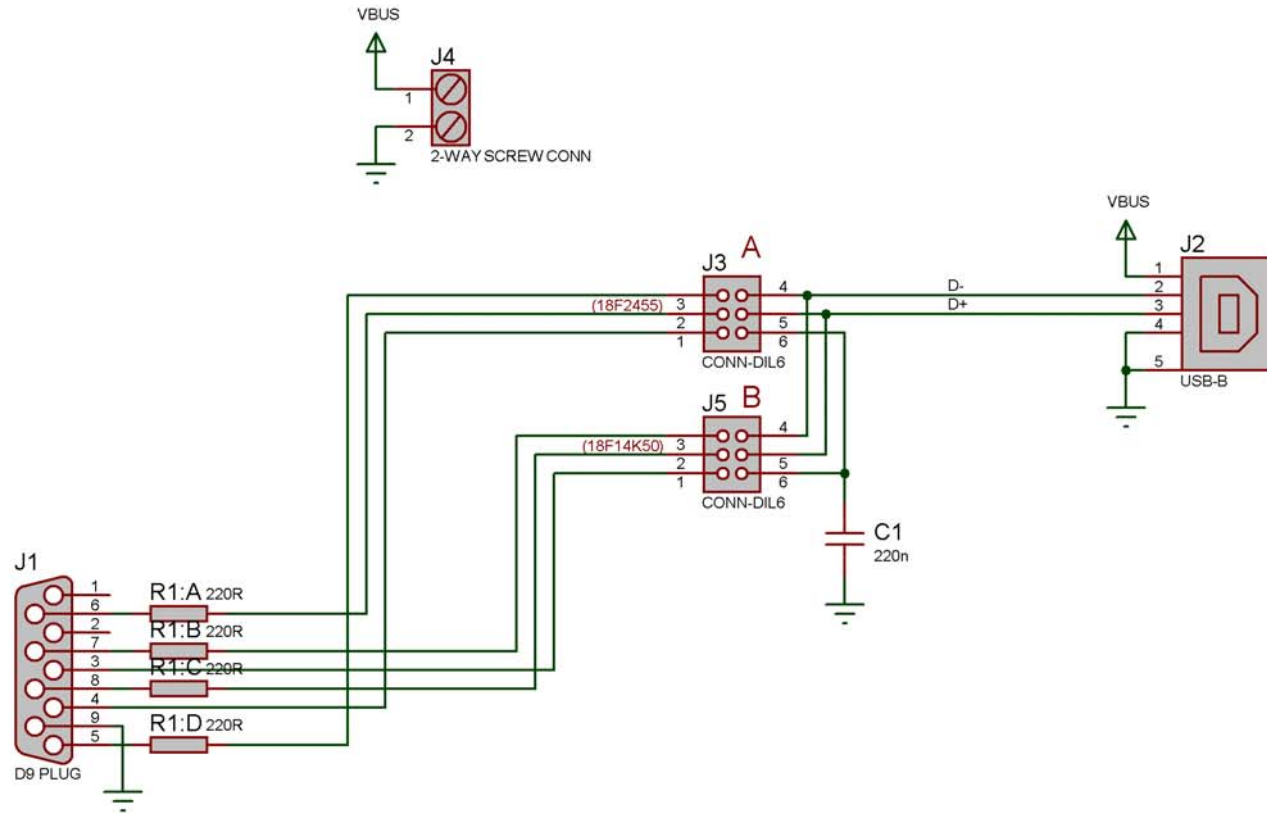 VBUS
J4
1
2
2-WAY SCREW CONN
VBUS
J2
1
2
3
4
5
USB-B
A
J3
(18F2455)
3
2
1
4
5
6
CONN-DIL6
D-
D+
B
J5
(18F14K50)
3
2
1
4
5
6
CONN-DIL6
C1
220n
J1
1
6
2
7
3
8
4
9
5
D9 PLUG
R1:A 220R
R1:B 220R
R1:C 220R
R1:D 220R